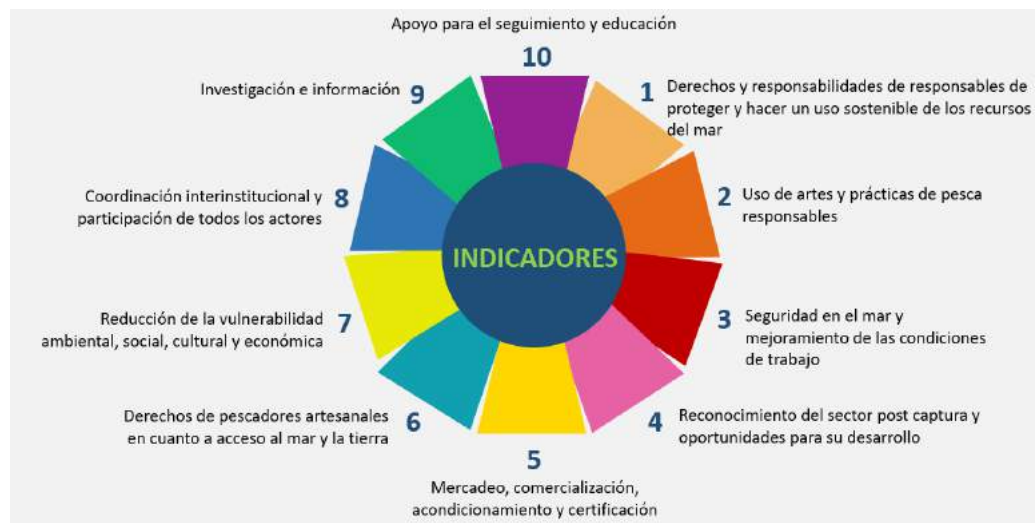 Apoyo para el seguimiento y educación
10
1
Derechos y responsabilidades de responsables de
proteger y hacer un uso sostenible de los recursos
del mar
2
Uso de artes y prácticas de pesca
responsables
3
Seguridad en el mar y
mejoramiento de las condiciones
de trabajo
4
Reconocimiento del sector post captura y
oportunidades para su desarrollo
5
Mercadeo, comercialización,
acondicionamiento y certificación
6
Derechos de pescadores artesanales
en cuanto a acceso al mar y la tierra
7
Reducción de la vulnerabilidad
ambiental, social, cultural y económica
8
Coordinación interinstitucional y
participación de todos los actores
9
Investigación e información
INDICADORES